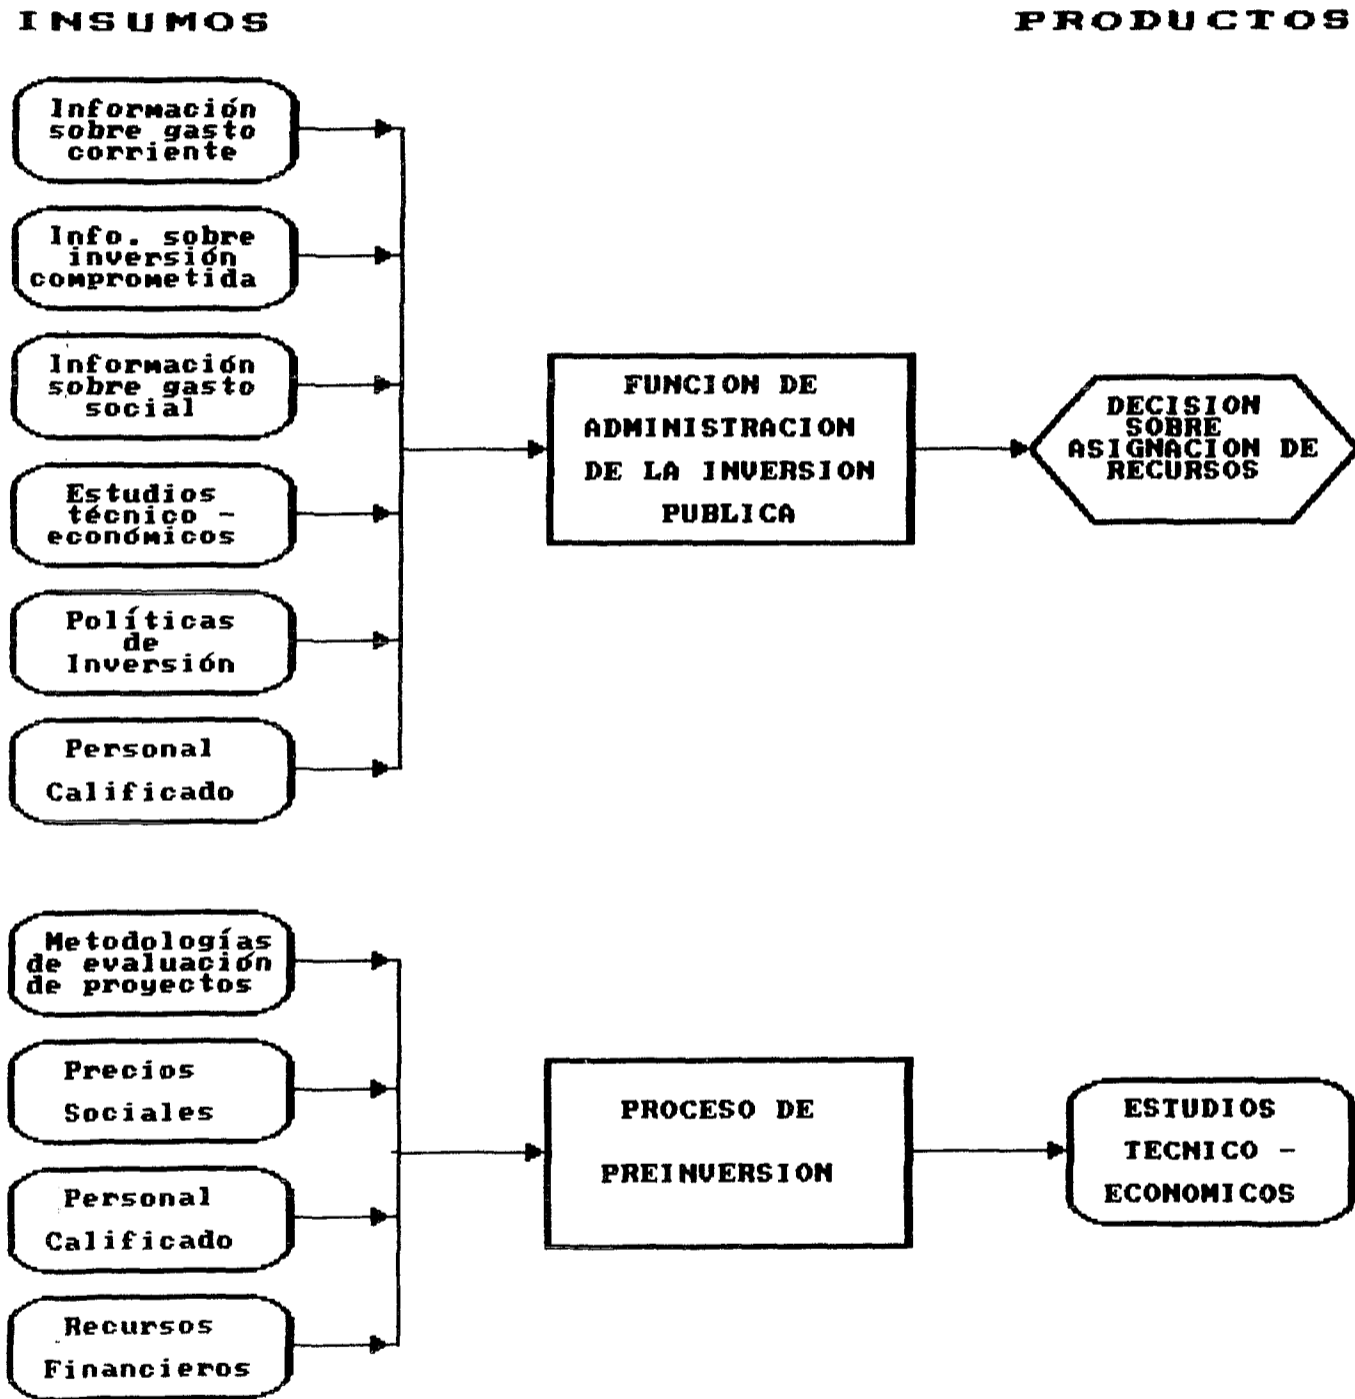 INSUMOS
PRODUCTOS
Información
sobre gasto
corriente
Info. sobre
inversión
comprometida
Información
sobre gasto
social
Estudios
técnico -
económicos
Políticas
de
Inversión
Personal
Calificado
FUNCION DE
ADMINISTRACION
DE LA INVERSION
PUBLICA
DECISION
SOBRE
ASIGNACION DE
RECURSOS
Metodologías
de evaluación
de proyectos
Precios
Sociales
Personal
Calificado
Recursos
Financieros
PROCESO DE
PREINVERSION
ESTUDIOS
TECNICO -
ECONOMICOS